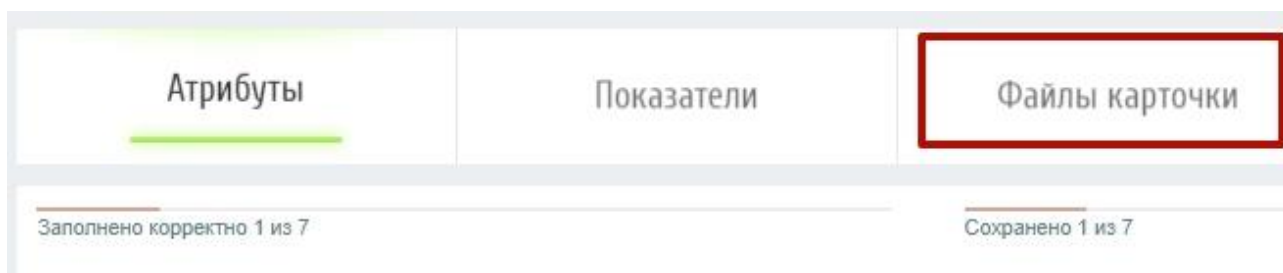 Атрибуты Показатели Файлы карточки
Заполнено корректно 1 из 7 Сохранено 1 из 7